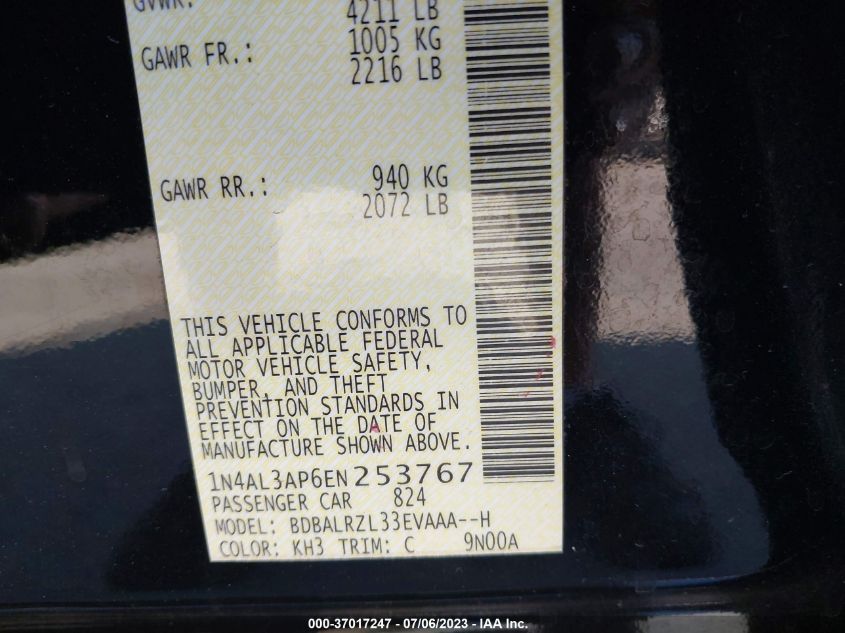 GVWR:
4211 LB
GAWR FR.: 1005 KG
2216 LB
GAWR RR.: 940 KG
2072 LB
THIS VEHICLE CONFORMS TO
ALL APPLICABLE FEDERAL
MOTOR VEHICLE SAFETY,
BUMPER, AND THEFT
PREVENTION STANDARDS IN
EFFECT ON THE DATE OF
MANUFACTURE SHOWN ABOVE.
1N4AL3AP6EN253767
PASSENGER CAR 824
MODEL: BDBALRZL33EVAAA--H
COLOR: KH3 TRIM: C 9N00A
000-37017247 - 07/06/2023 - IAA Inc.